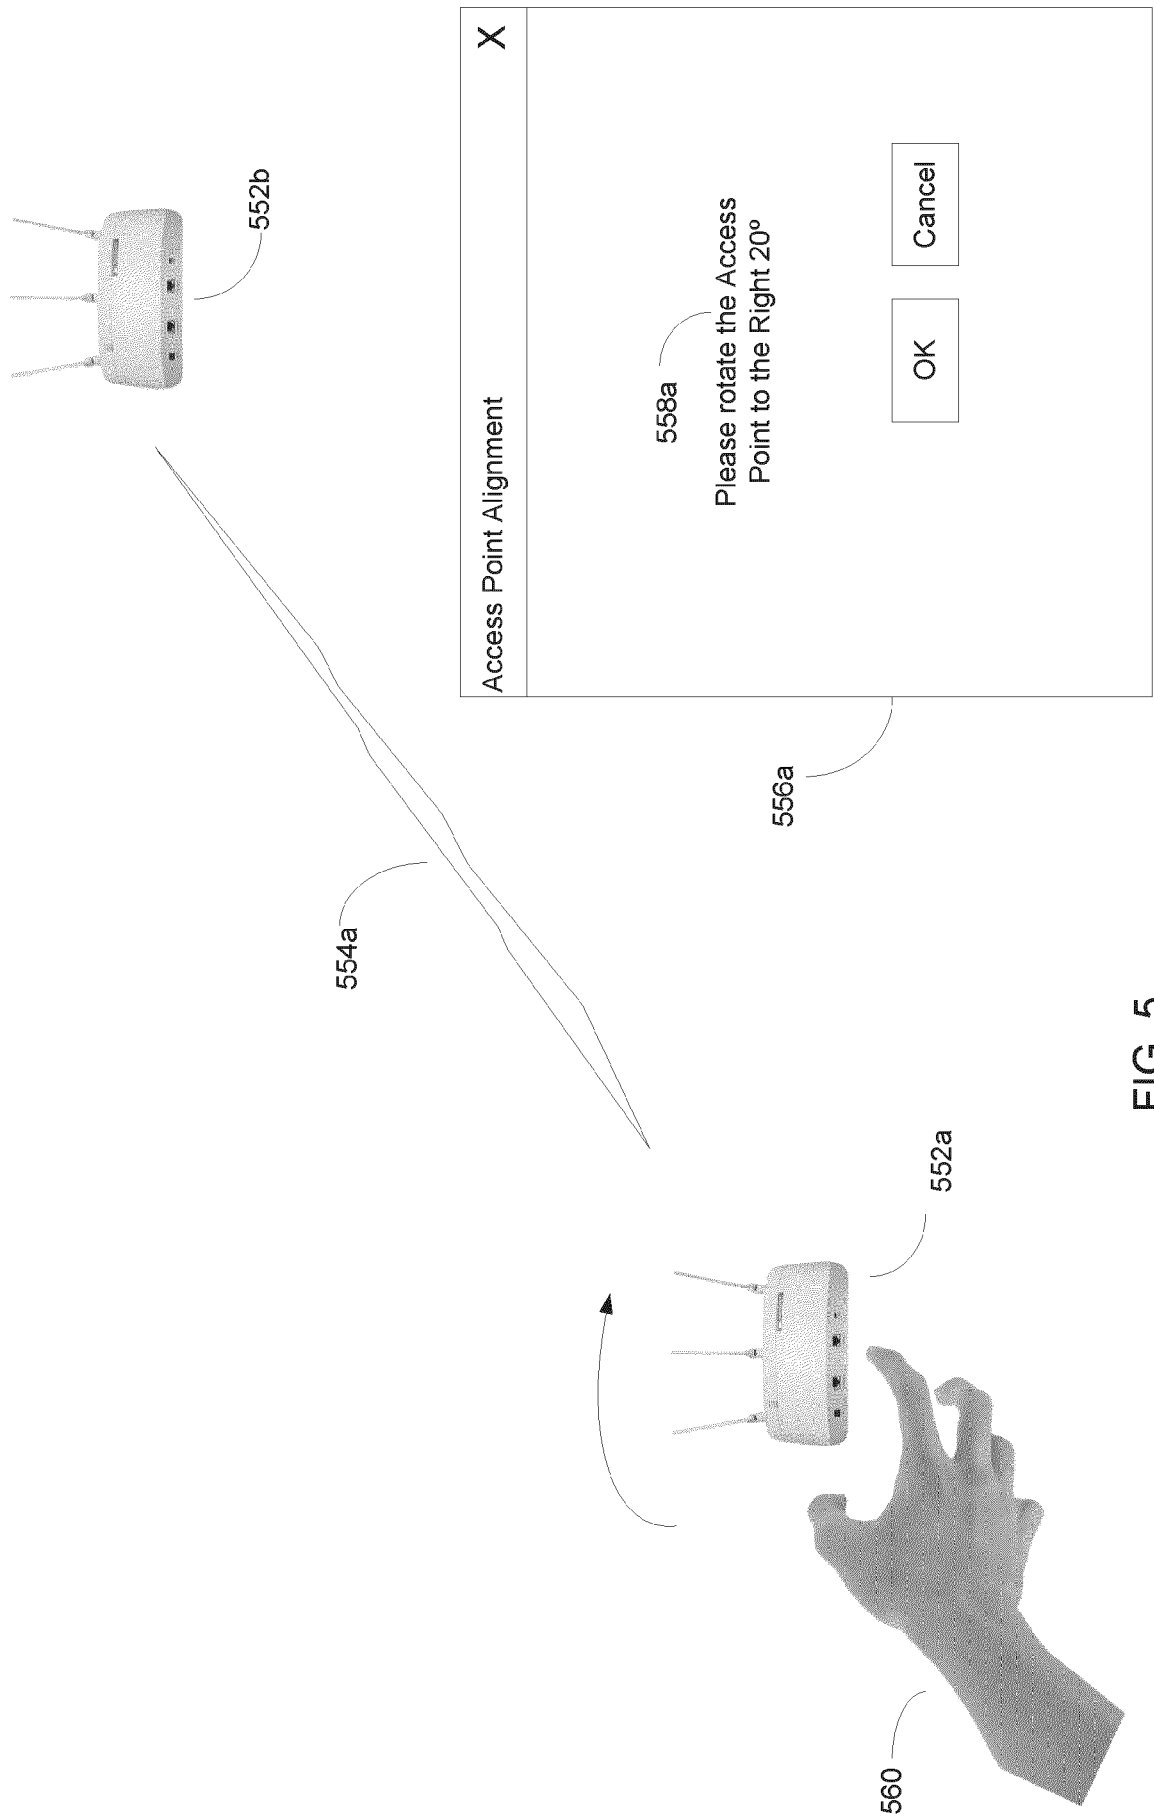 552b
554a
Access Point Alignment X
558a
Please rotate the Access
Point to the Right 20º
OK Cancel
556a
552a
560
FIG. 5